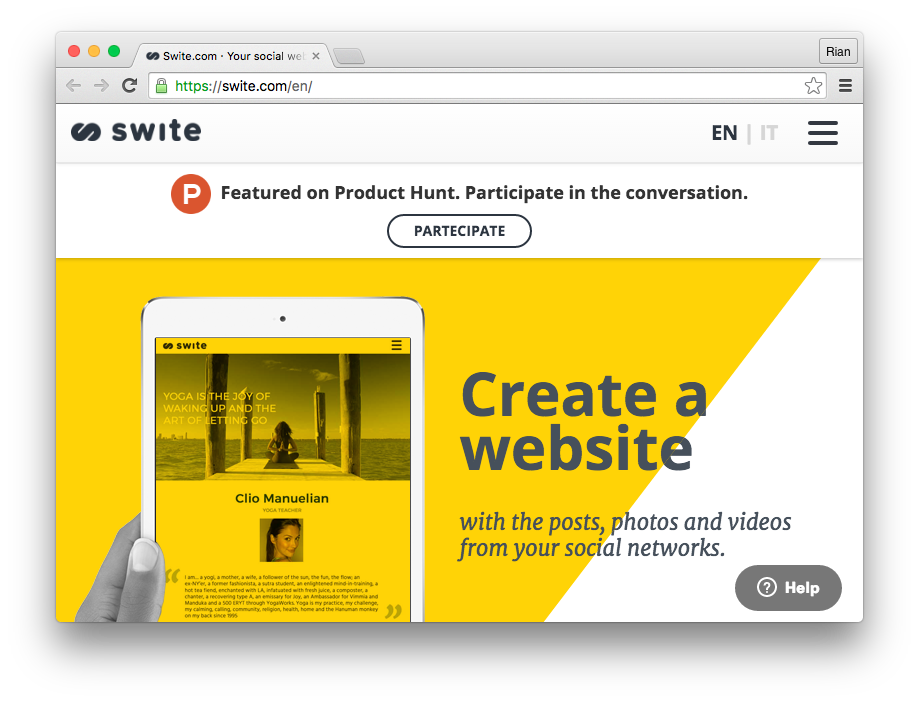 Swite.com · Your social we
Rian
https://swite.com/en/
swite
EN | IT
P
Featured on Product Hunt. Participate in the conversation.
PARTECIPATE
swite
YOGA IS THE JOY OF
WAKING UP AND THE
ART OF LETTING GO
Clio Manuelian
YOGA TEACHER
“
I am... a yogi, a mother, a wife, a follower of the sun, the fun, the flow; an
ex-NY'er, a former fashionista, a sutra student, an enlightened mind-in-training, a
hot tea fiend, enchanted with LA, infatuated with fresh juice, a composter, a
chanter, a recovering type A, an emissary for Joy, an Ambassador for Vimmia and
Manduka and a 500 ERYT through YogaWorks. Yoga is my practice, my challenge,
my calming, calling, community, religion, health, home and the Hanuman monkey
on my back since 1995.
”
Create a
website
with the posts, photos and videos
from your social networks.
? Help